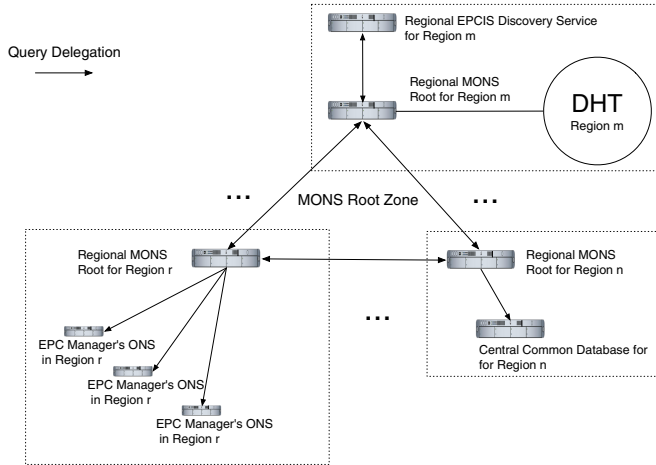 Regional EPCIS Discovery Service
for Region m
Query Delegation
Regional MONS
Root for Region m
DHT
Region m
...
...
MONS Root Zone
Regional MONS
Root for Region r
Regional MONS
Root for Region n
...
EPC Manager's ONS
in Region r
Central Common Database for
for Region n
EPC Manager's ONS
in Region r
EPC Manager's ONS
in Region r